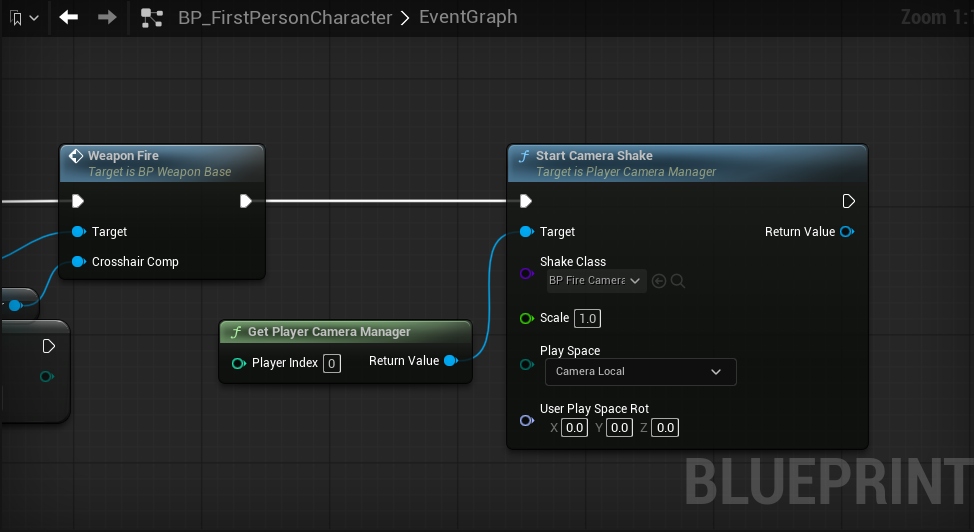 BP_FirstPersonCharacter > EventGraph
Zoom 1:
Weapon Fire
Target is BP Weapon Base
Target
Crosshair Comp
Start Camera Shake
Target is Player Camera Manager
Target
Return Value
Shake Class
BP Fire Camera
Scale 1.0
Play Space
Camera Local
User Play Space Rot
X 0.0 Y 0.0 Z 0.0
Get Player Camera Manager
Player Index 0
Return Value
BLUEPRINT